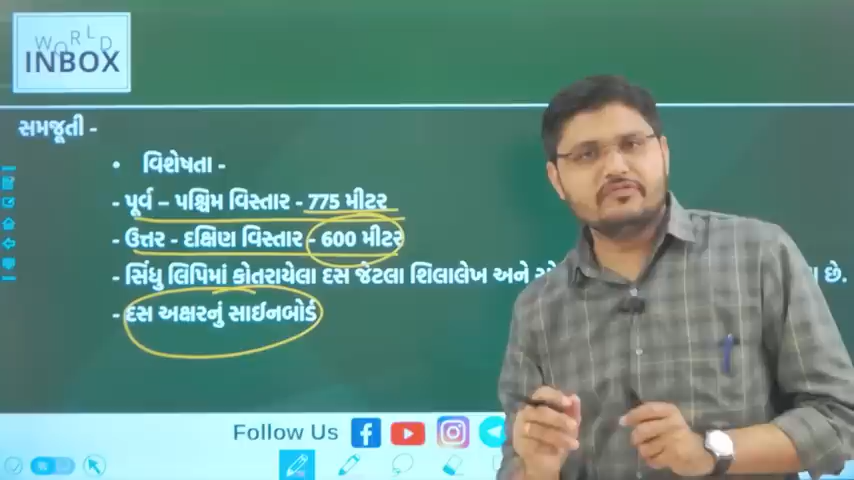 WORLD
INBOX
સમજૂતી -
• વિશેષતા -
- પૂર્વ – પશ્ચિમ વિસ્તાર - 775 મીટર
- ઉત્તર - દક્ષિણ વિસ્તાર - 600 મીટર
- સિંધુ લિપિમાં કોતરાયેલા દસ જેટલા શિલાલેખ અને છે.
- દસ અક્ષરનું સાઈનબોર્ડ
Follow Us